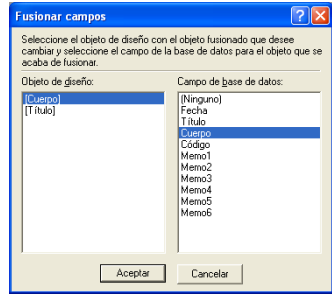 Fusionar campos
Seleccione el objeto de diseño con el objeto fusionado que desee
cambiar y seleccione el campo de la base de datos para el objeto que se
acaba de fusionar.
Objeto de diseño:
[Cuerpo]
[Título]
Campo de base de datos:
(Ninguno)
Fecha
Título
Cuerpo
Código
Memo1
Memo2
Memo3
Memo4
Memo5
Memo6
Aceptar
Cancelar